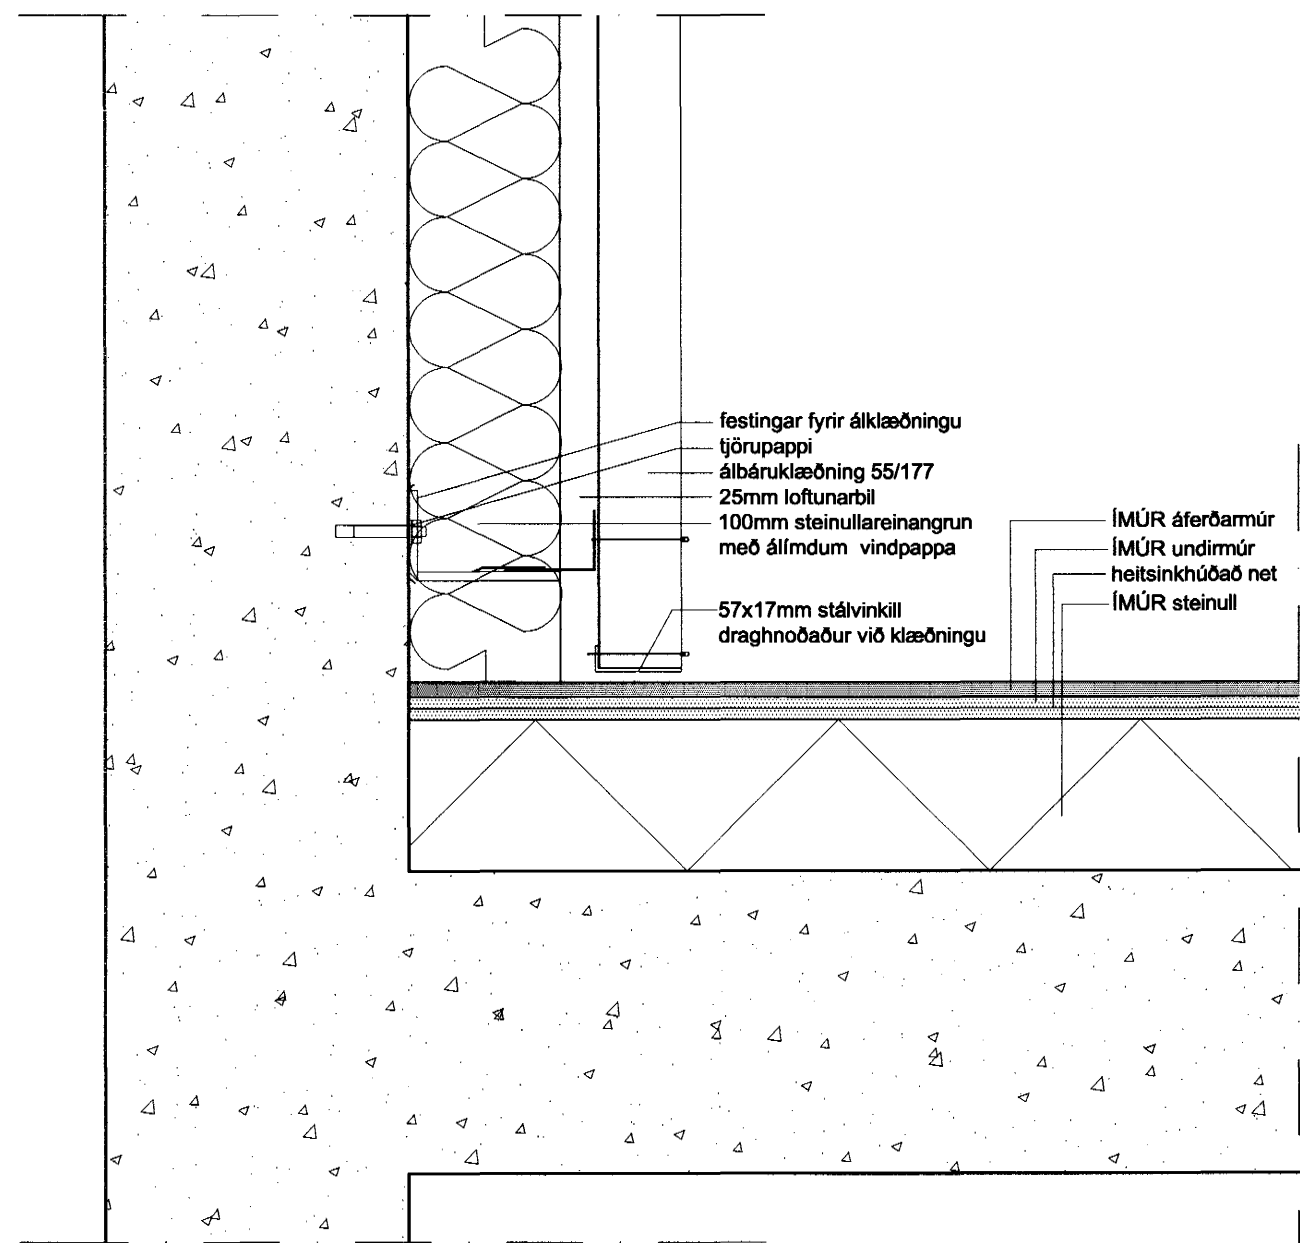 festingar fyrir álklæðningu
tjörupappi
álbáruklæðning 55/177
25mm loftunarbil
100mm steinullareinangrun
með álímdum vindpappa
57x17mm stálvinkill
draghnoðaður við klæðningu
ÍMÚR áferðarmúr
ÍMÚR undirmúr
heitsinkhúðað net
ÍMÚR steinull